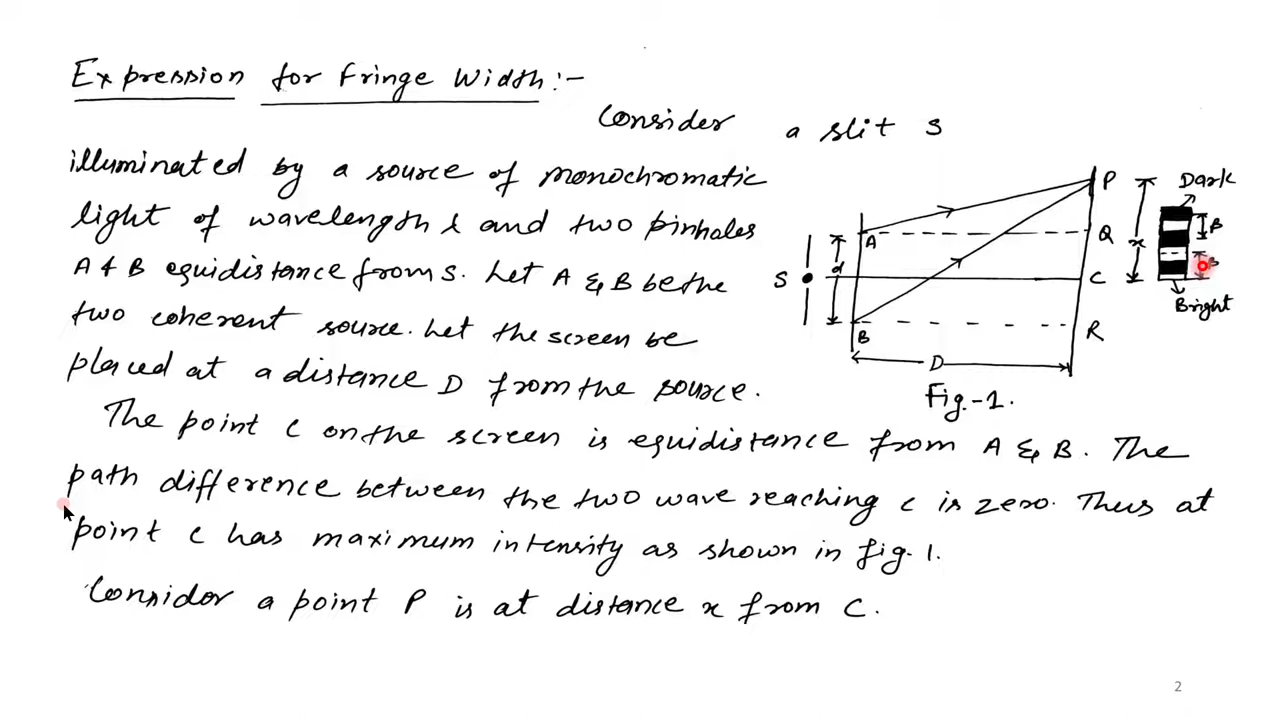 Expression for Fringe Width:-
Consider a slit S
illuminated by a source of monochromatic
light of wavelength λ and two pinholes
A & B equidistance from S. Let A & B be the
two coherent source. Let the screen be
placed at a distance D from the source.
P
Dark
A
Q
β
d
x
S
C
β
Bright
B
R
D
Fig.-1.
The point C on the screen is equidistance from A & B. The
path difference between the two wave reaching C is zero. Thus at
point C has maximum intensity as shown in fig. 1.
Consider a point P is at distance x from C.
2